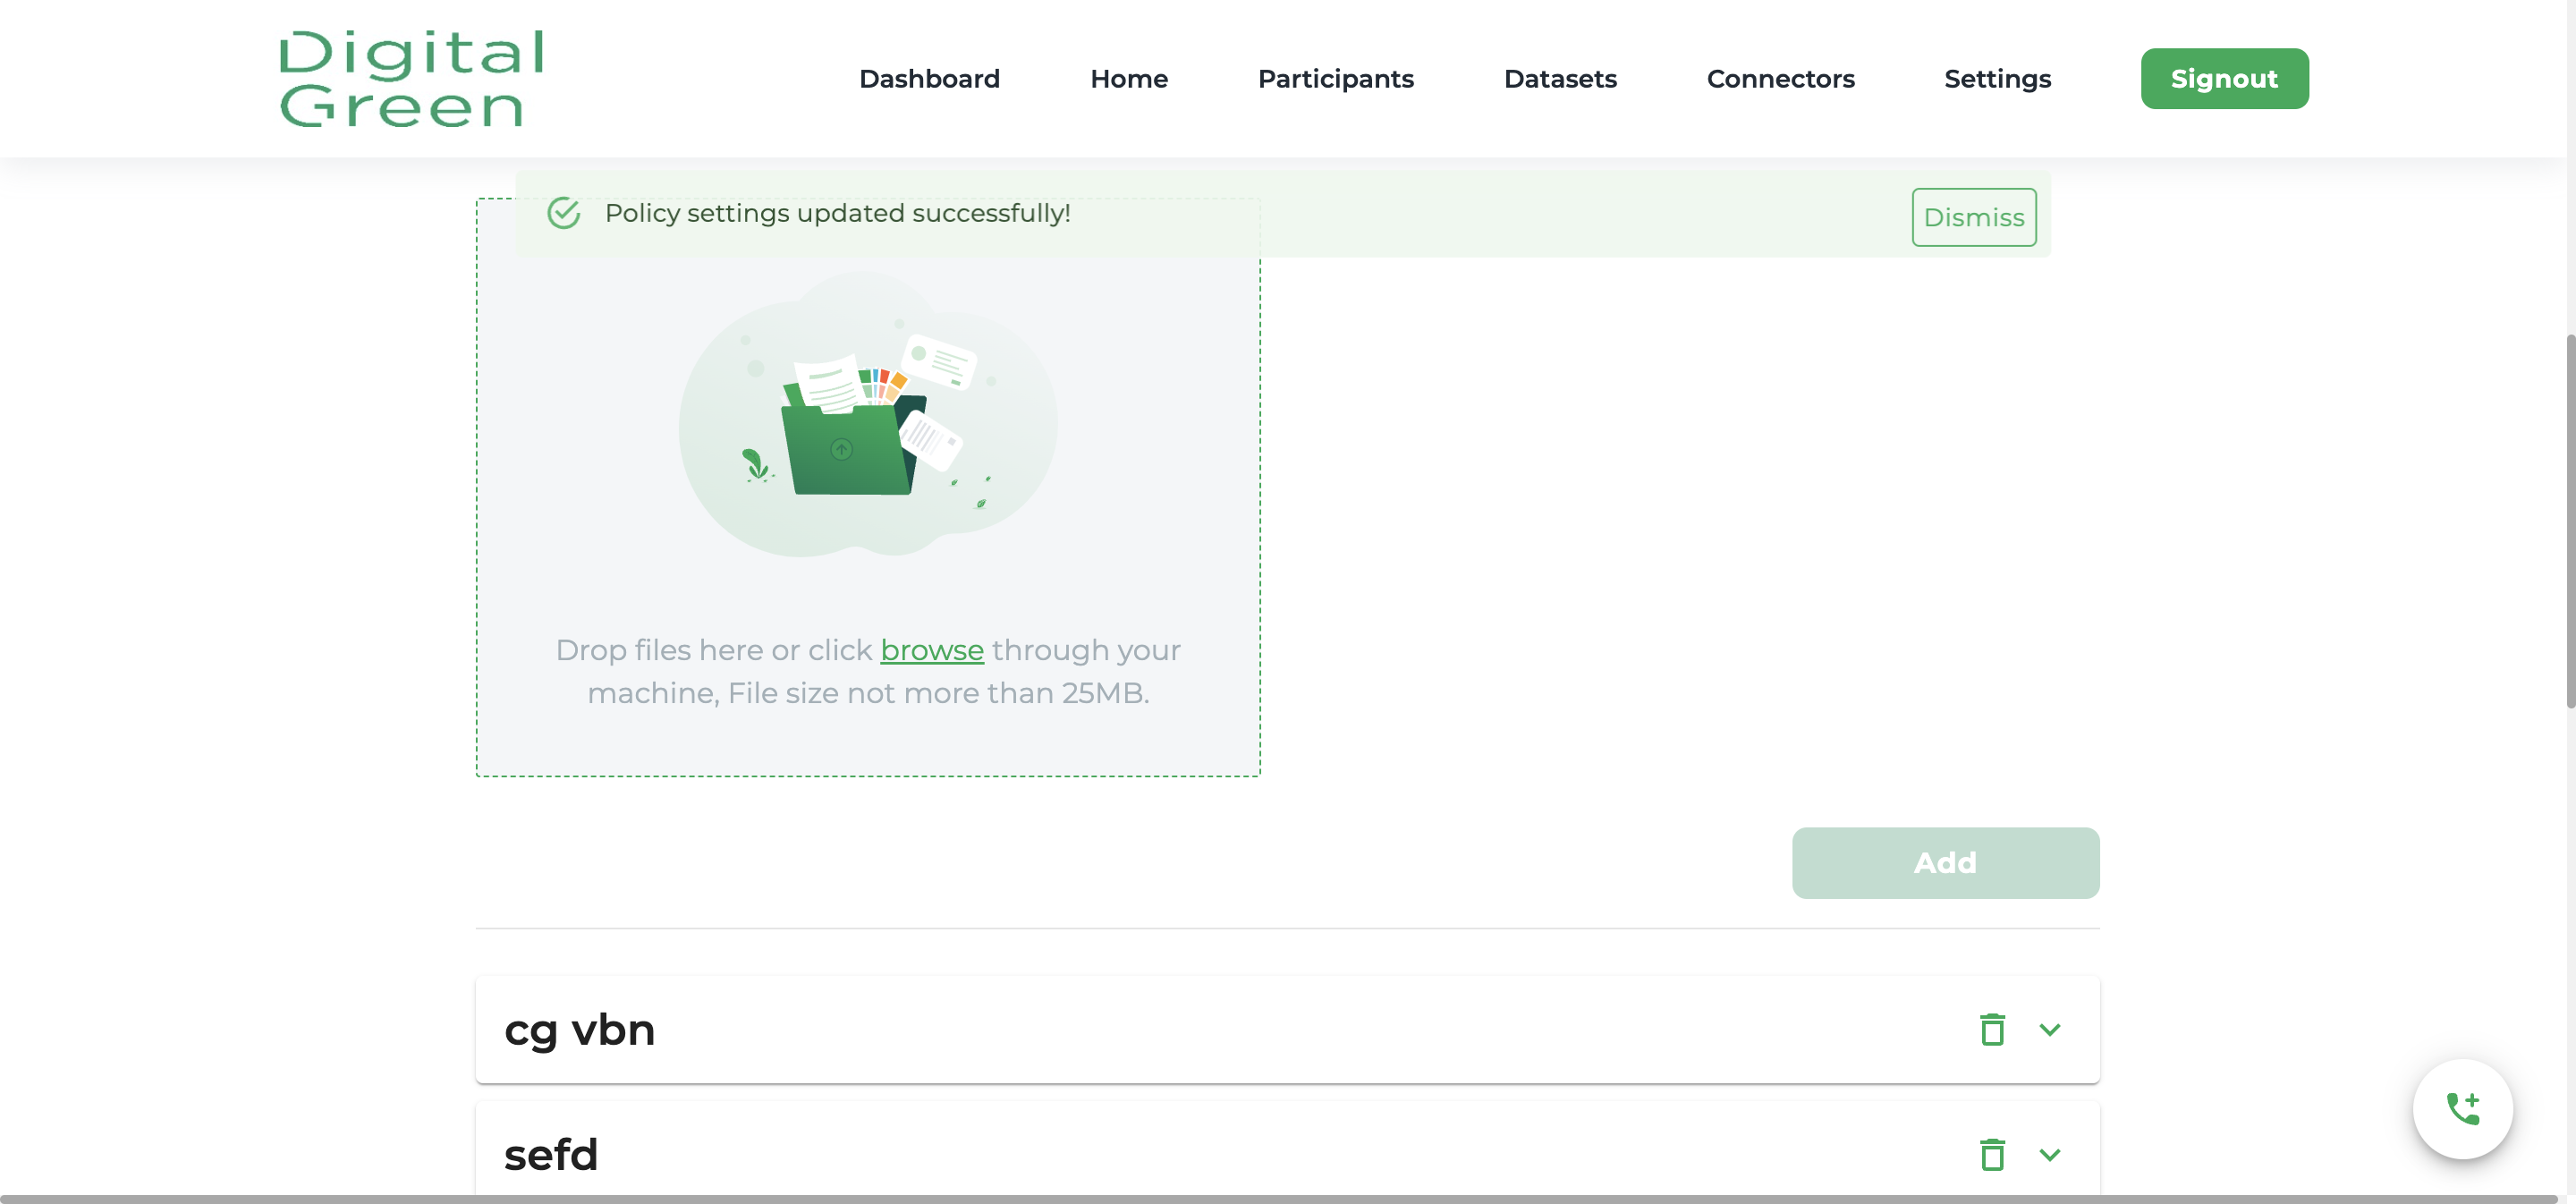 Digital
Green
Dashboard Home Participants Datasets Connectors Settings Signout
Policy settings updated successfully! Dismiss
Drop files here or click browse through your
machine, File size not more than 25MB.
Add
cg vbn
sefd